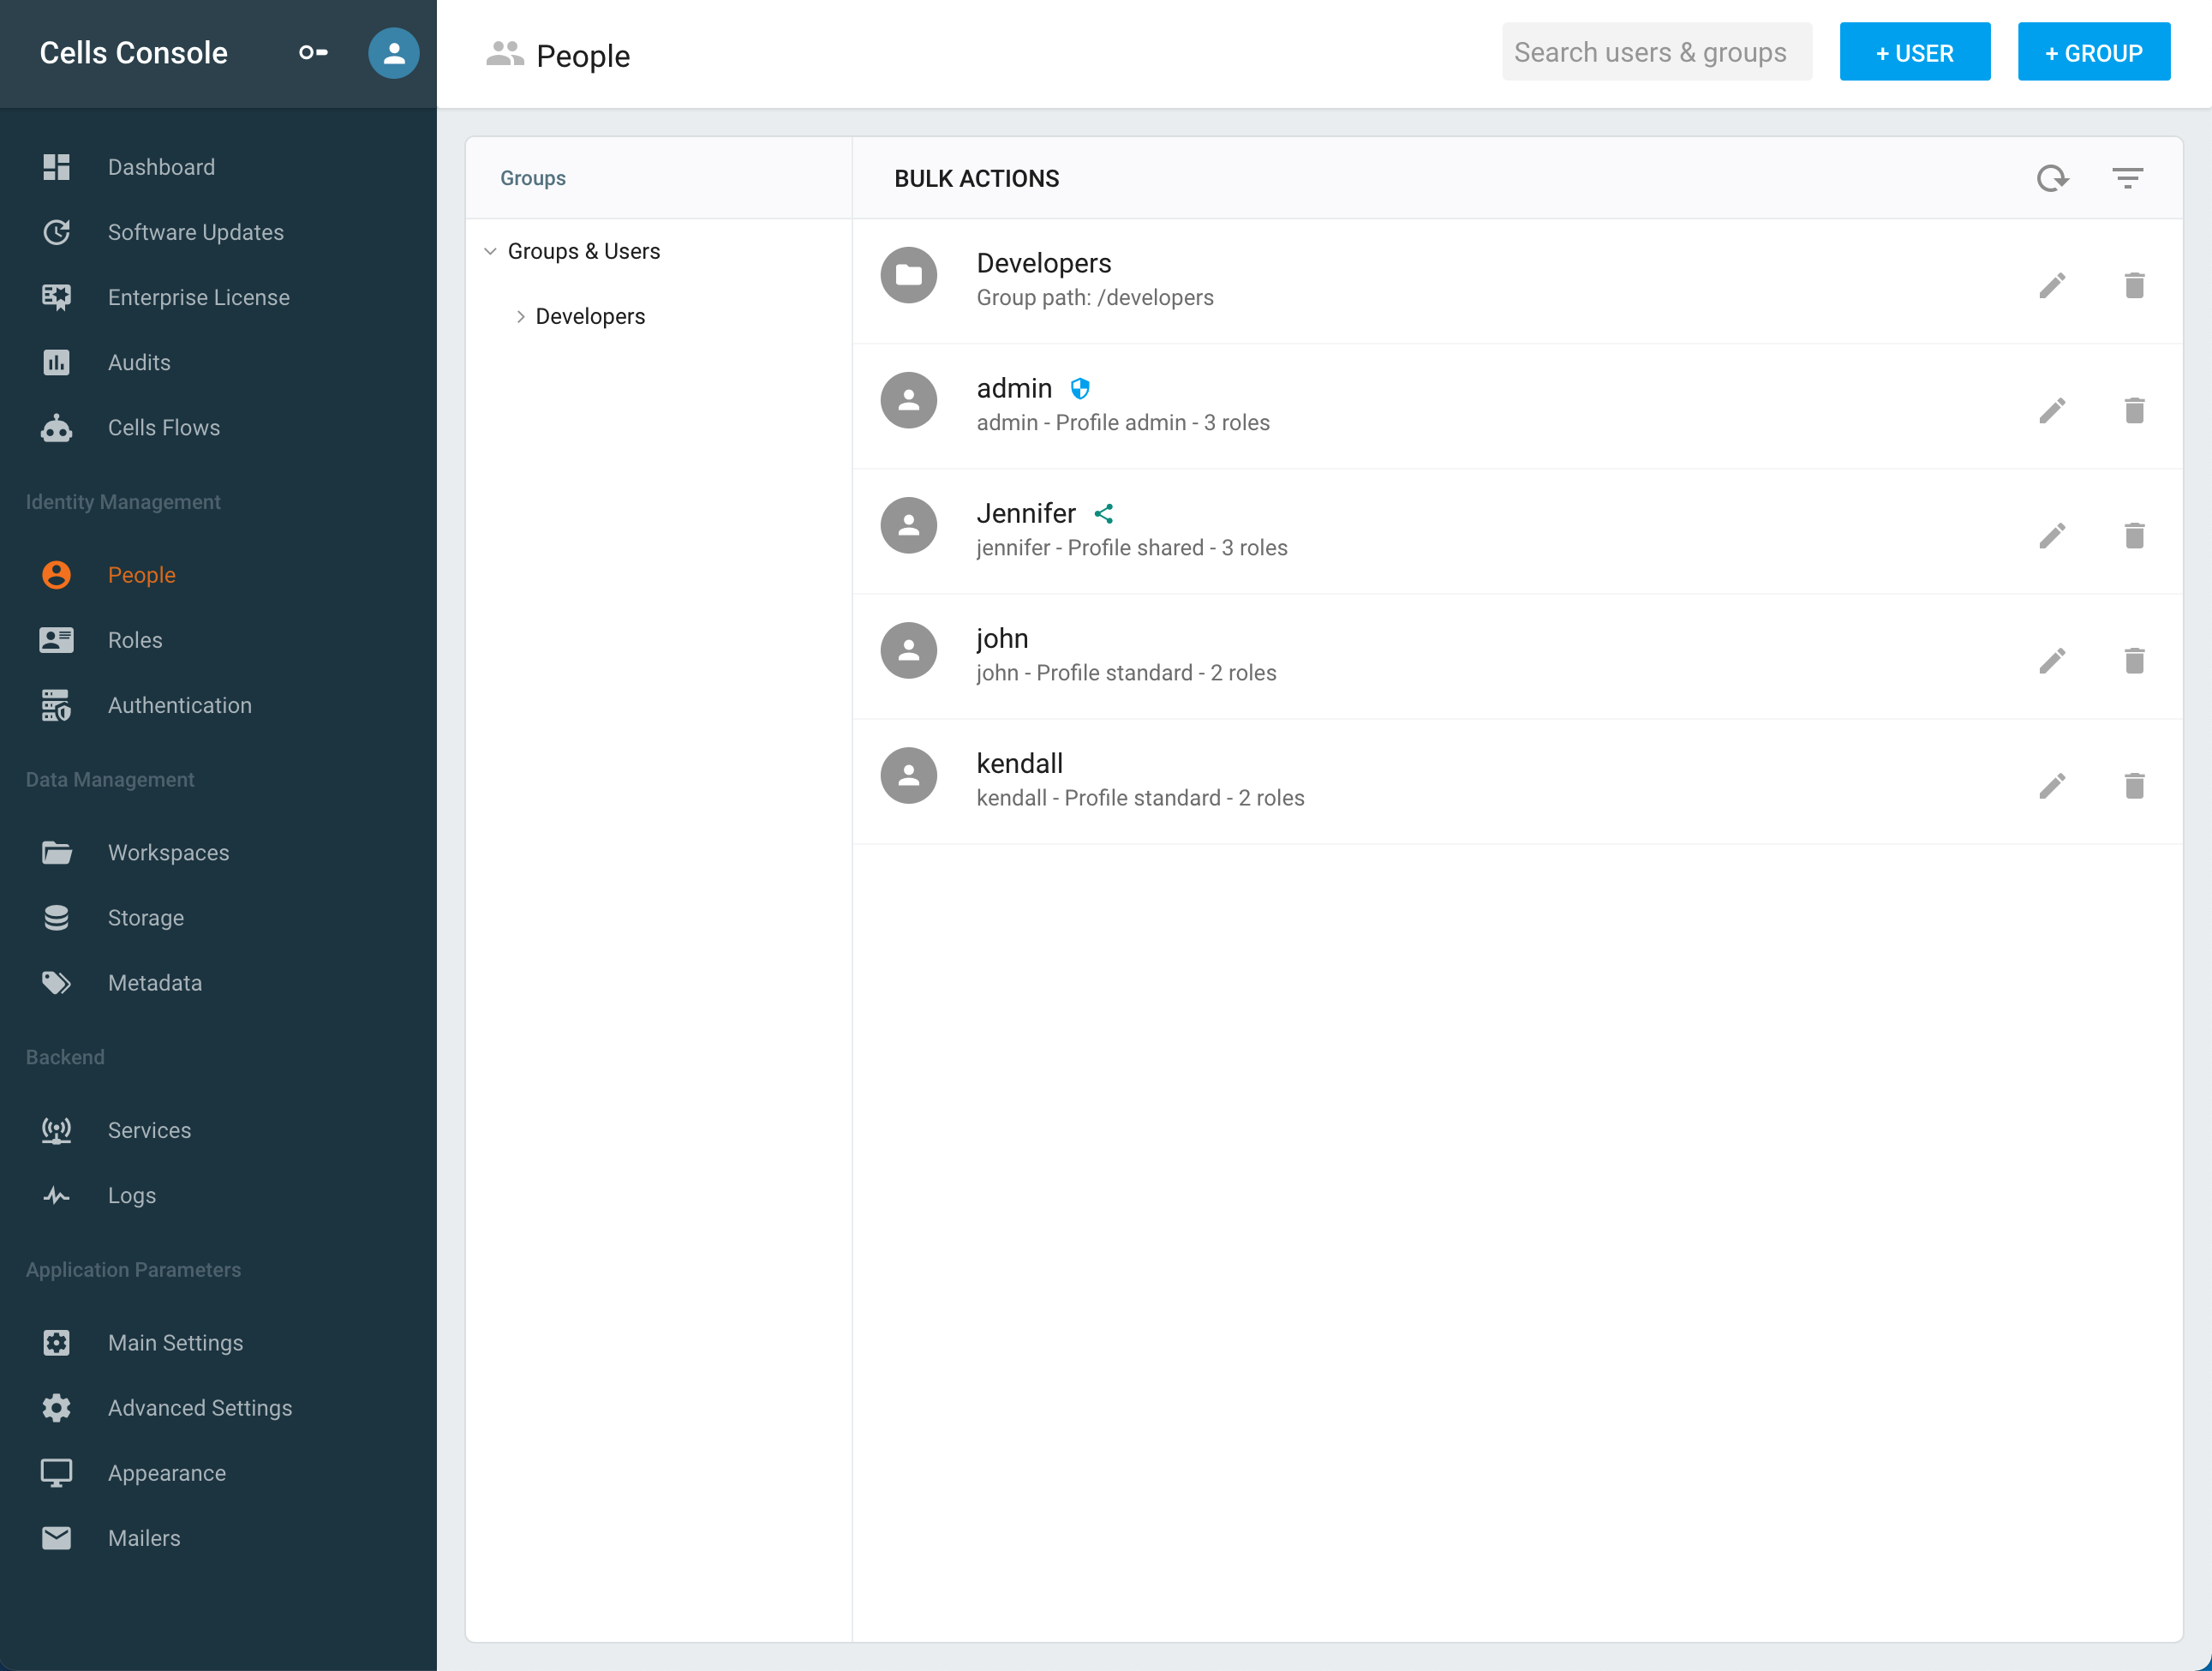 Cells Console
Dashboard
Software Updates
Enterprise License
Audits
Cells Flows
Identity Management
People
Roles
Authentication
Data Management
Workspaces
Storage
Metadata
Backend
Services
Logs
Application Parameters
Main Settings
Advanced Settings
Appearance
Mailers
People
Search users & groups
+ USER
+ GROUP
Groups
Groups & Users
Developers
BULK ACTIONS
Developers
Group path: /developers
admin
admin - Profile admin - 3 roles
Jennifer
jennifer - Profile shared - 3 roles
john
john - Profile standard - 2 roles
kendall
kendall - Profile standard - 2 roles